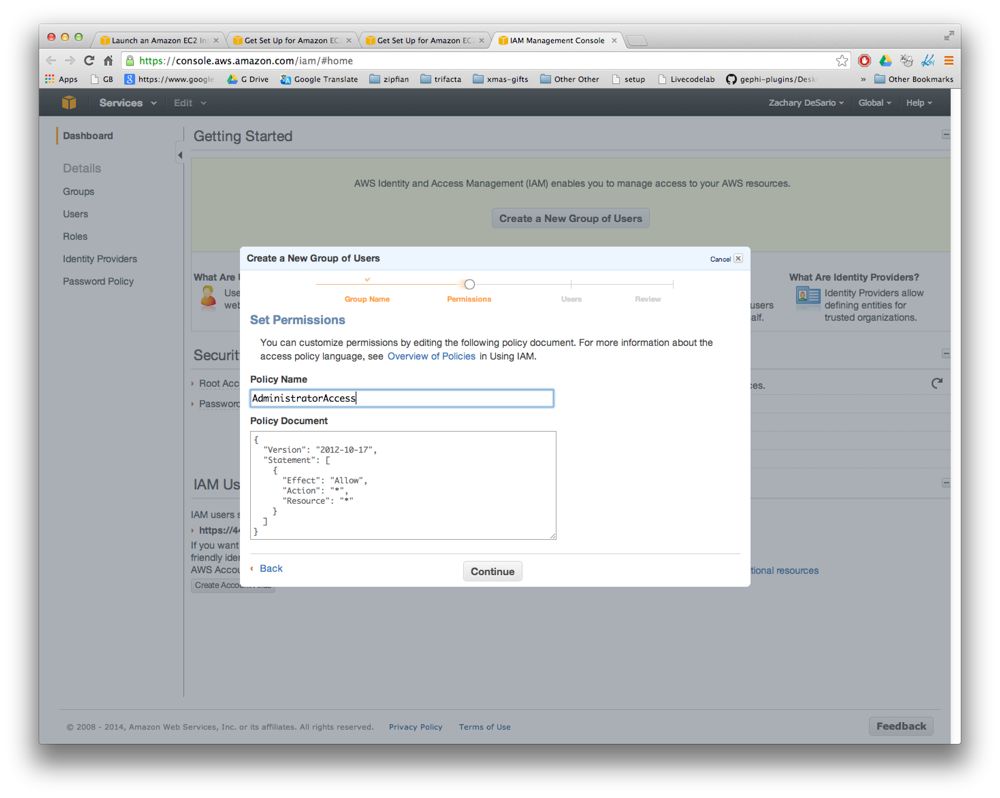 Launch an Amazon EC2 In
Get Set Up for Amazon EC
Get Set Up for Amazon EC
IAM Management Console
https://console.aws.amazon.com/iam/#home
Apps
GB
https://www.google
G Drive
Google Translate
zipfian
trifacta
xmas-gifts
Other Other
setup
Livecodelab
gephi-plugins/Desk
»
Other Bookmarks
Services
Edit
Zachary DeSario
Global
Help
Dashboard
Details
Groups
Users
Roles
Identity Providers
Password Policy
Getting Started
AWS Identity and Access Management (IAM) enables you to manage access to your AWS resources.
Create a New Group of Users
What Are
Use
web
users
alf.
What Are Identity Providers?
Identity Providers allow
defining entities for
trusted organizations.
Securit
Root Acc
Password
ces.
IAM Us
IAM users s
https://4
If you want
friendly iden
AWS Accou
tional resources
Create Account Alias
Create a New Group of Users
Cancel
Group Name
Permissions
Users
Review
Set Permissions
You can customize permissions by editing the following policy document. For more information about the
access policy language, see Overview of Policies in Using IAM.
Policy Name
AdministratorAccess
Policy Document
{
"Version": "2012-10-17",
"Statement": [
{
"Effect": "Allow",
"Action": "*",
"Resource": "*"
}
]
}
Back
Continue
© 2008 - 2014, Amazon Web Services, Inc. or its affiliates. All rights reserved.
Privacy Policy
Terms of Use
Feedback